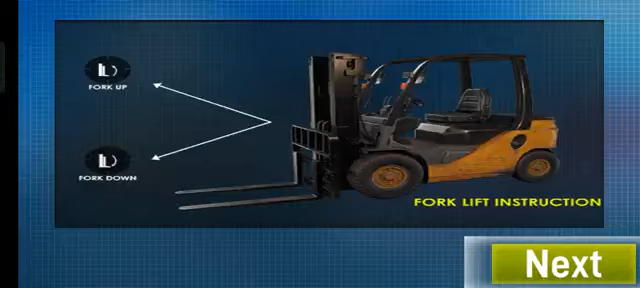 FORK UP
FORK DOWN
FORK LIFT INSTRUCTION
Next